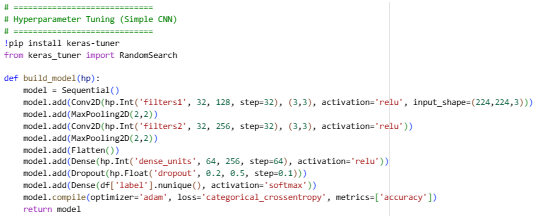 # ============================
# Hyperparameter Tuning (Simple CNN)
# ============================
!pip install keras-tuner
from keras_tuner import RandomSearch

def build_model(hp):
    model = Sequential()
    model.add(Conv2D(hp.Int('filters1', 32, 128, step=32), (3,3), activation='relu', input_shape=(224,224,3)))
    model.add(MaxPooling2D(2,2))
    model.add(Conv2D(hp.Int('filters2', 32, 256, step=32), (3,3), activation='relu'))
    model.add(MaxPooling2D(2,2))
    model.add(Flatten())
    model.add(Dense(hp.Int('dense_units', 64, 256, step=64), activation='relu'))
    model.add(Dropout(hp.Float('dropout', 0.2, 0.5, step=0.1)))
    model.add(Dense(df['label'].nunique(), activation='softmax'))
    model.compile(optimizer='adam', loss='categorical_crossentropy', metrics=['accuracy'])
    return model